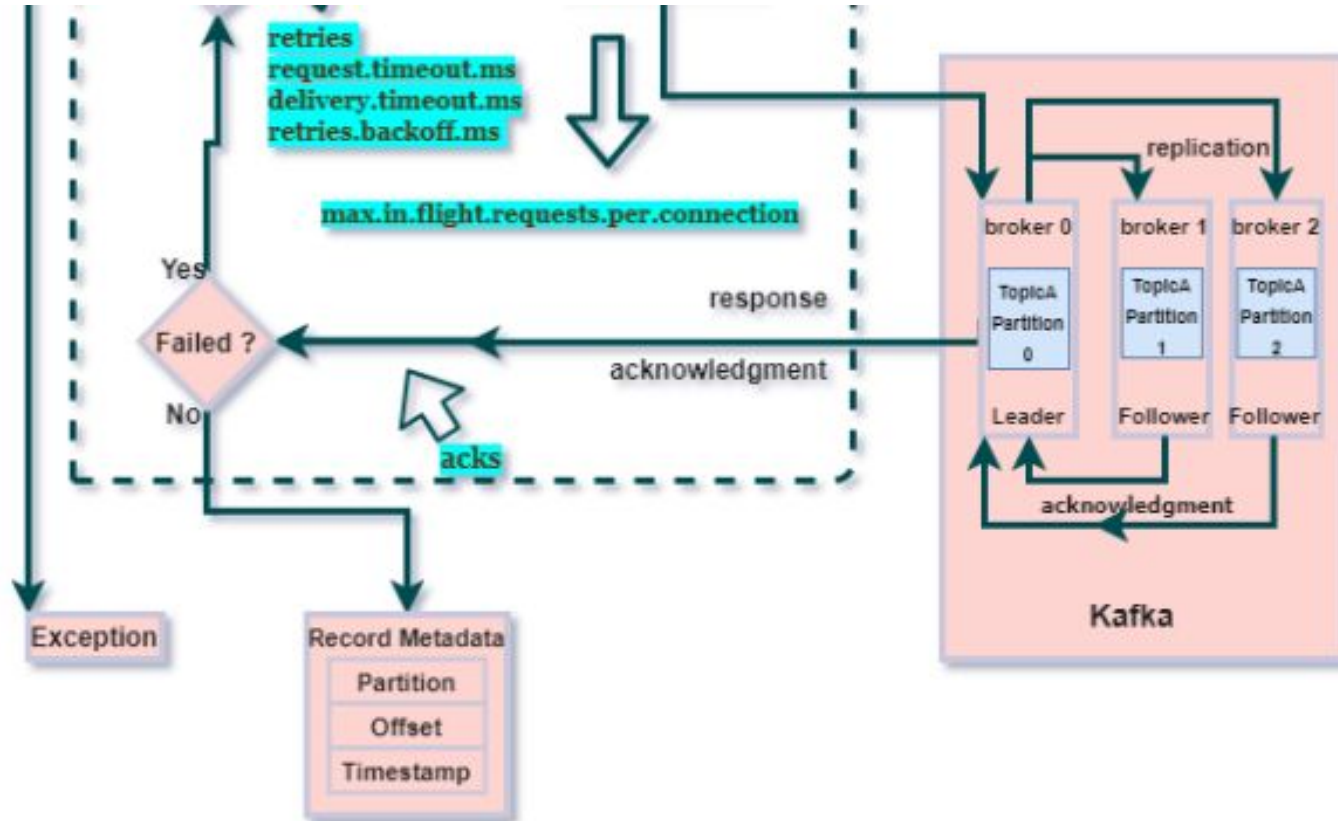 retries
request.timeout.ms
delivery.timeout.ms
retries.backoff.ms
max.in.flight.requests.per.connection
replication
broker 0
broker 1
broker 2
TopicA
Partition
0
TopicA
Partition
1
TopicA
Partition
2
Leader
Follower
Follower
acknowledgment
Kafka
Yes
Failed ?
No
response
acknowledgment
acks
Exception
Record Metadata
Partition
Offset
Timestamp